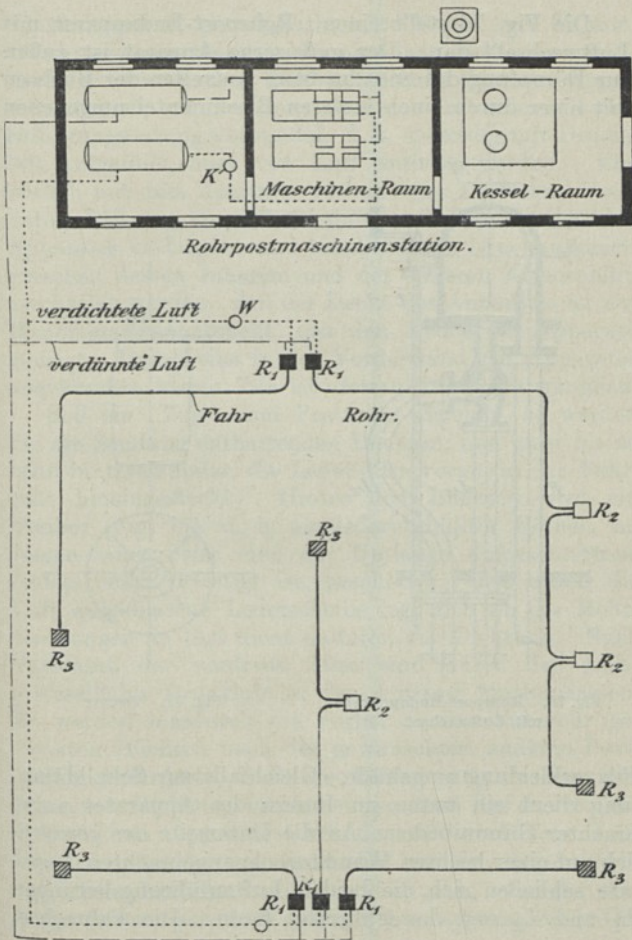 K
Maschinen-Raum
Kessel-Raum
Rohrpostmaschinenstation.
verdichtete Luft
W
verdünnte Luft
R₁
R₁
Fahr
Rohr.
R₂
R₃
R₃
R₂
R₂
R₃
R₃
R₃
R₁
R₁
R₁